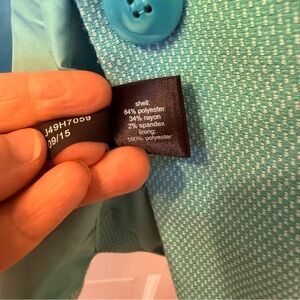 J49H7059
09/15
shell:
64% polyester
34% rayon
2% spandex
lining:
100% polyester